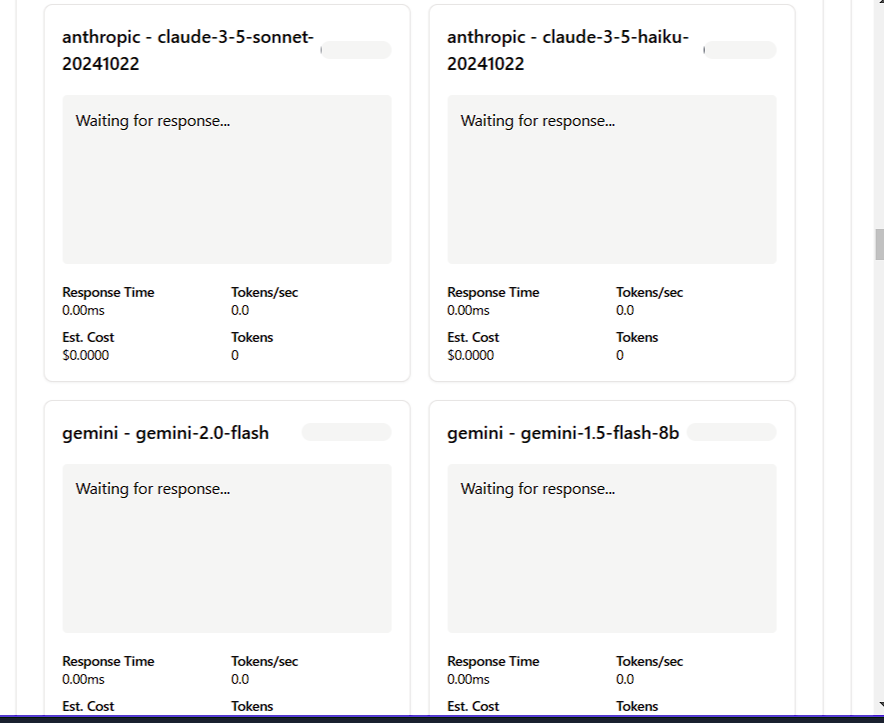 anthropic - claude-3-5-sonnet-
20241022
Waiting for response...
Response Time
Tokens/sec
0.00ms
0.0
Est. Cost
Tokens
$0.0000
0
anthropic - claude-3-5-haiku-
20241022
Waiting for response...
Response Time
Tokens/sec
0.00ms
0.0
Est. Cost
Tokens
$0.0000
0
gemini - gemini-2.0-flash
Waiting for response...
Response Time
Tokens/sec
0.00ms
0.0
Est. Cost
Tokens
gemini - gemini-1.5-flash-8b
Waiting for response...
Response Time
Tokens/sec
0.00ms
0.0
Est. Cost
Tokens